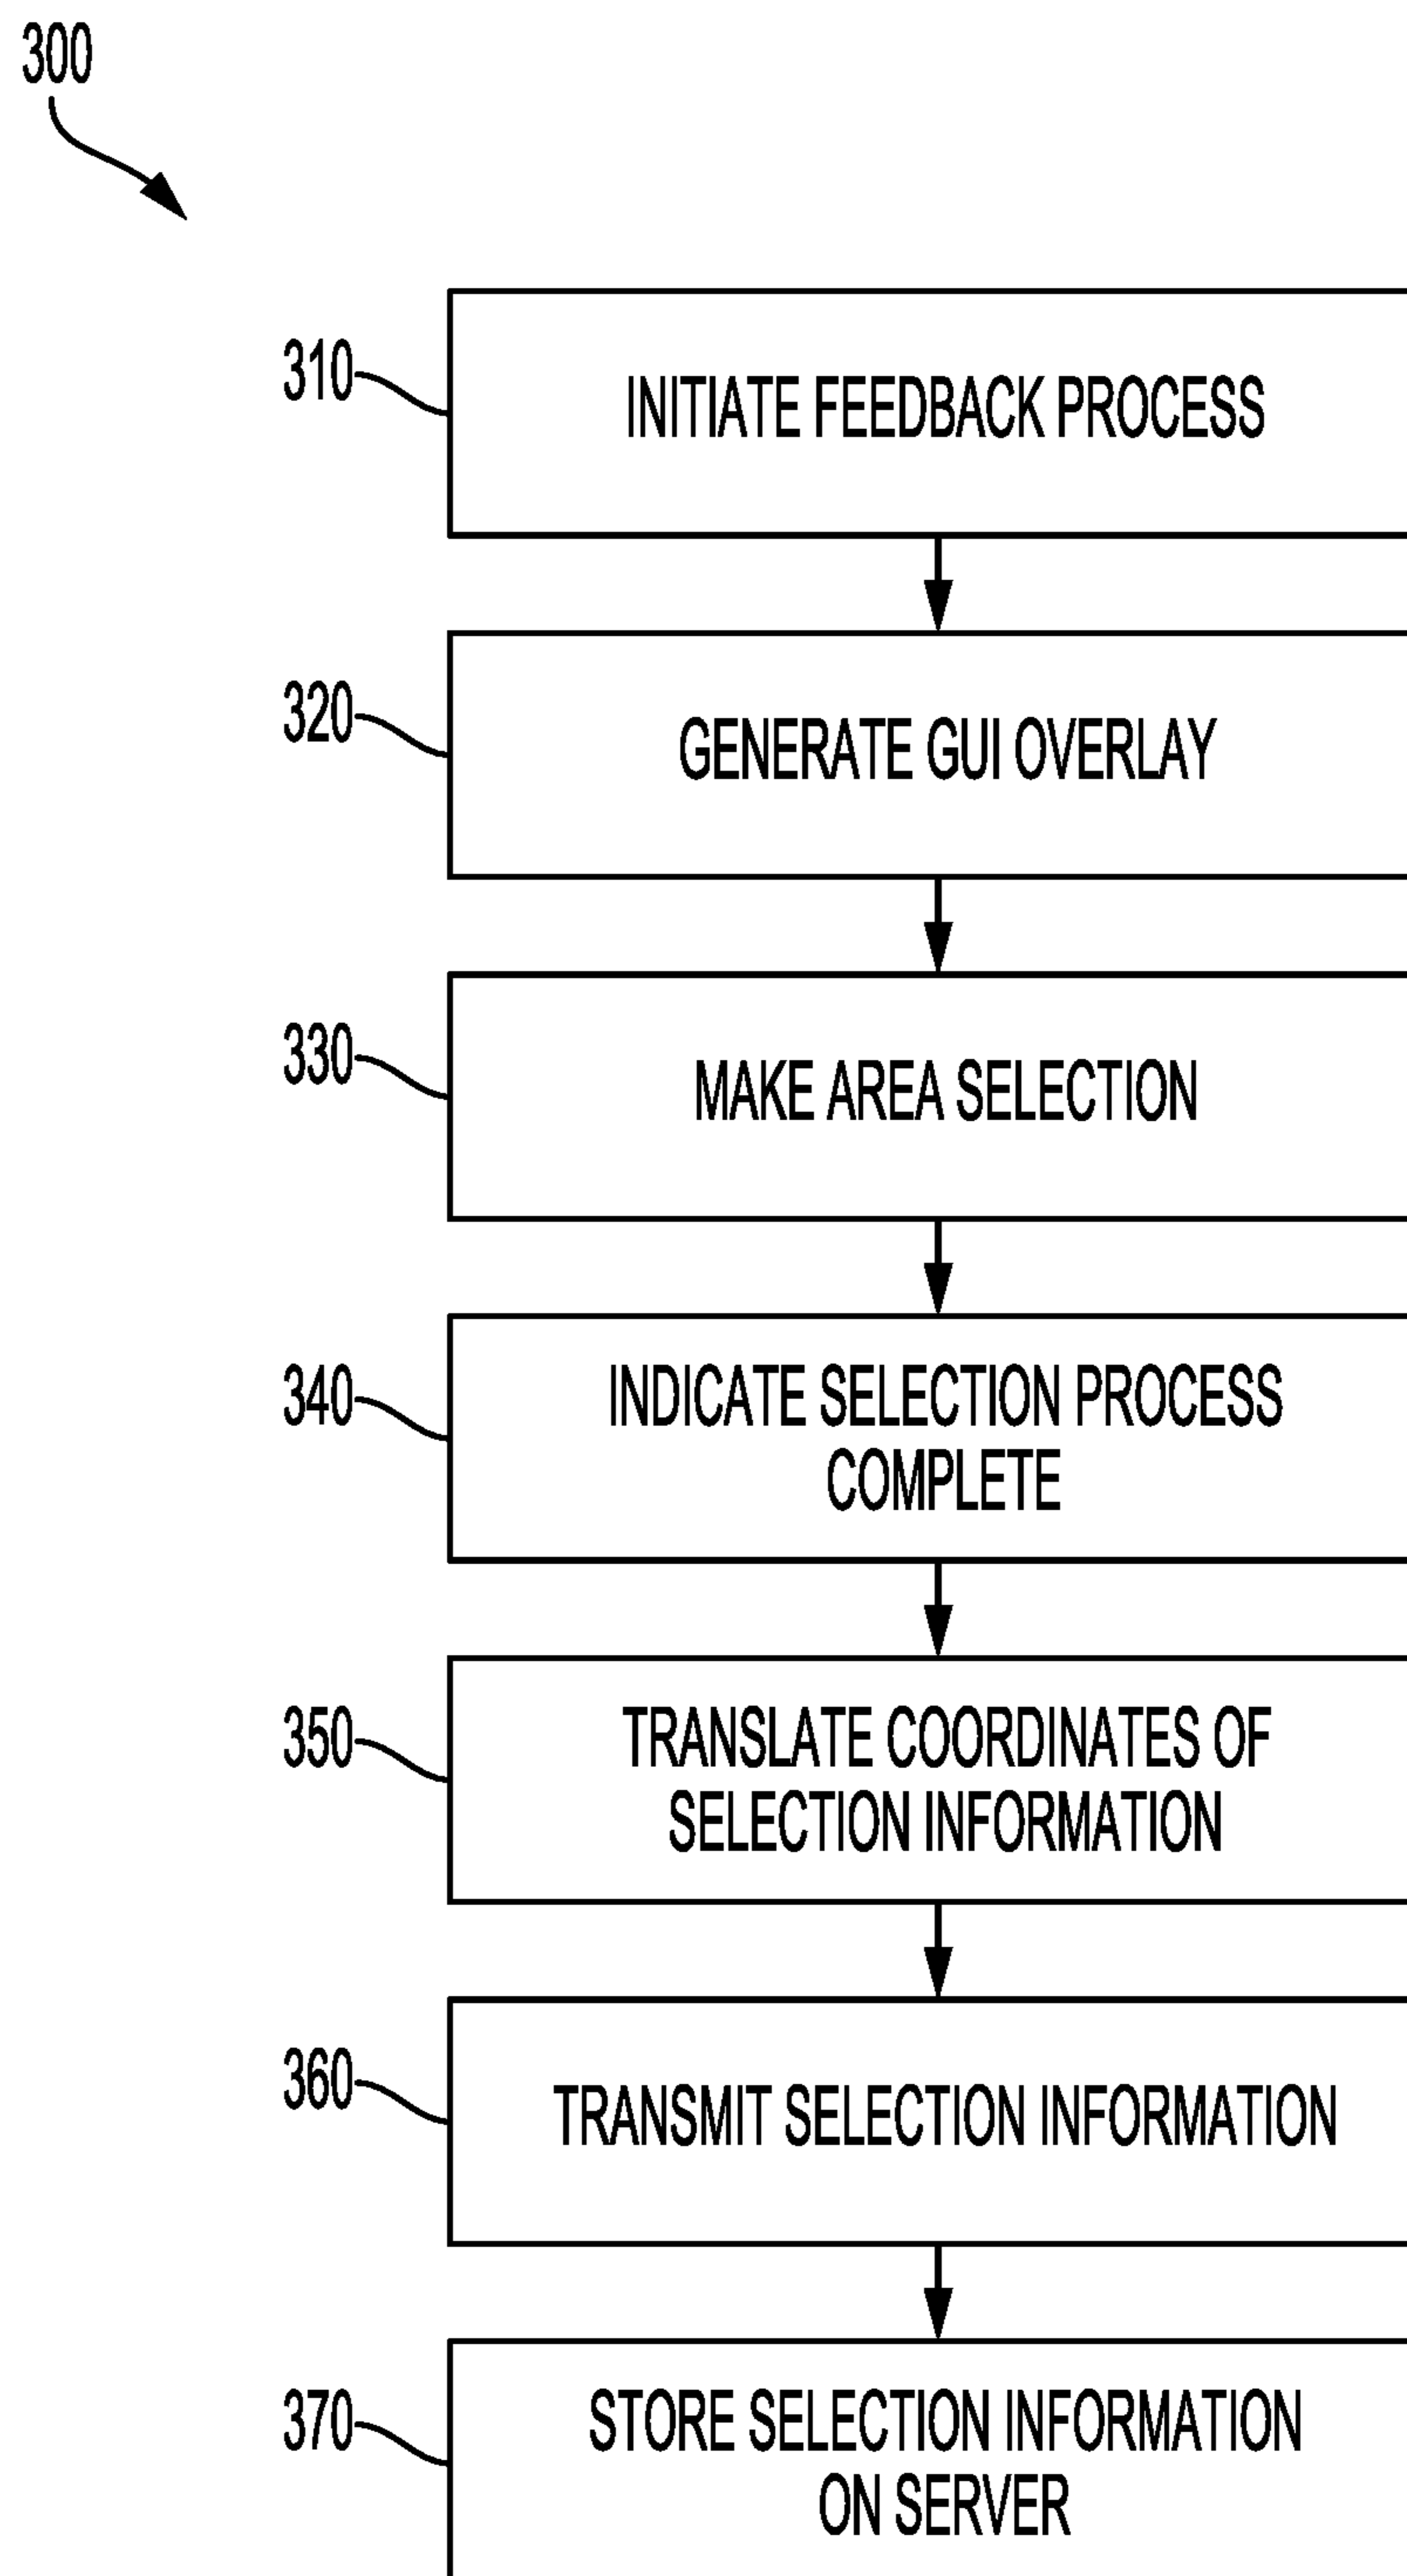 300
310
INITIATE FEEDBACK PROCESS
320
GENERATE GUI OVERLAY
330
MAKE AREA SELECTION
340
INDICATE SELECTION PROCESS
COMPLETE
350
TRANSLATE COORDINATES OF
SELECTION INFORMATION
360
TRANSMIT SELECTION INFORMATION
370
STORE SELECTION INFORMATION
ON SERVER